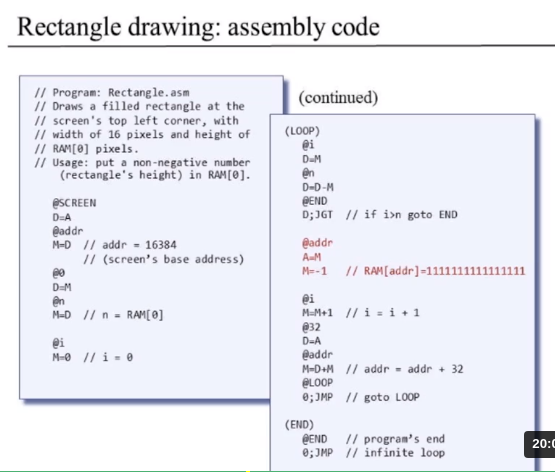 Rectangle drawing: assembly code
// Program: Rectangle.asm
// Draws a filled rectangle at the
// screen's top left corner, with
// width of 16 pixels and height of
// RAM[0] pixels.
// Usage: put a non-negative number
(rectangle's height) in RAM[0].
@SCREEN
D=A
@addr
M=D // addr = 16384
// (screen's base address)
@0
D=M
@n
M=D // n = RAM[0]
@i
M=0 // i = 0
(continued)
(LOOP)
@i
D=M
@n
D=D-M
@END
D;JGT // if i>n goto END
@addr
A=M
M=-1 // RAM[addr]=1111111111111111
@i
M=M+1 // i = i + 1
@32
D=A
@addr
M=D+M // addr = addr + 32
@LOOP
0;JMP // goto LOOP
(END)
@END // program's end
0;JMP // infinite loop